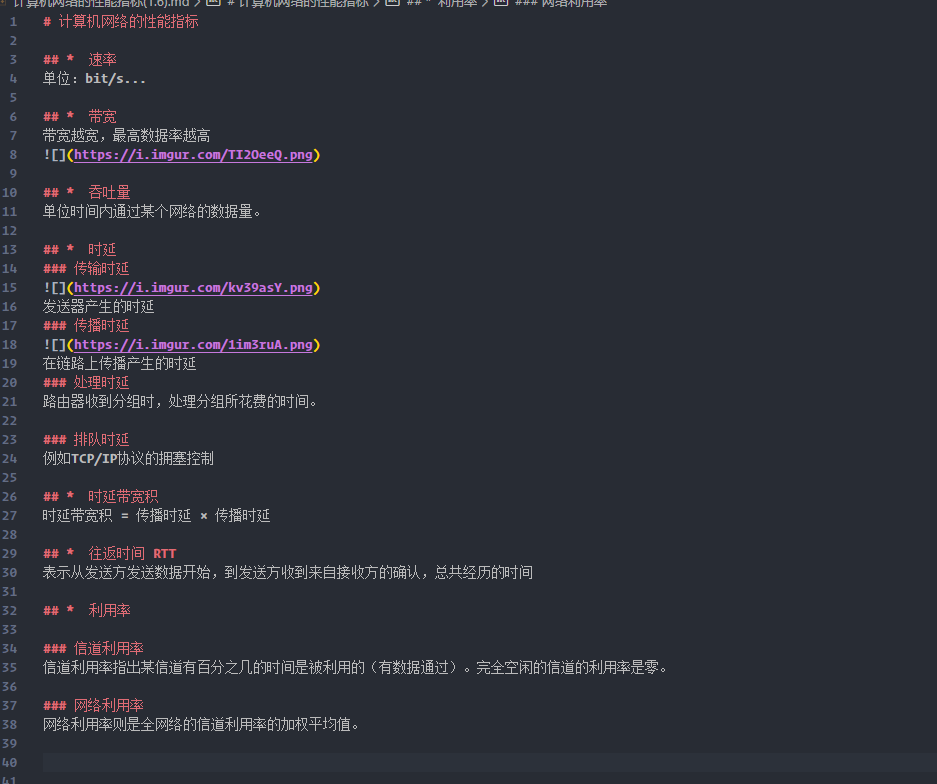 计算机网络的性能指标(1.6).md > # 计算机网络的性能指标 > ## * 利用率 > ### 网络利用率
1 # 计算机网络的性能指标
2
3 ## * 速率
4 单位：bit/s...
5
6 ## * 带宽
7 带宽越宽，最高数据率越高
8 ![](https://i.imgur.com/TI2OeeQ.png)
9
10 ## * 吞吐量
11 单位时间内通过某个网络的数据量。
12
13 ## * 时延
14 ### 传输时延
15 ![](https://i.imgur.com/kv39asY.png)
16 发送器产生的时延
17 ### 传播时延
18 ![](https://i.imgur.com/1im3ruA.png)
19 在链路上传播产生的时延
20 ### 处理时延
21 路由器收到分组时，处理分组所花费的时间。
22
23 ### 排队时延
24 例如TCP/IP协议的拥塞控制
25
26 ## * 时延带宽积
27 时延带宽积 = 传播时延 × 传播时延
28
29 ## * 往返时间 RTT
30 表示从发送方发送数据开始，到发送方收到来自接收方的确认，总共经历的时间
31
32 ## * 利用率
33
34 ### 信道利用率
35 信道利用率指出某信道有百分之几的时间是被利用的（有数据通过）。完全空闲的信道的利用率是零。
36
37 ### 网络利用率
38 网络利用率则是全网络的信道利用率的加权平均值。
39
40
41